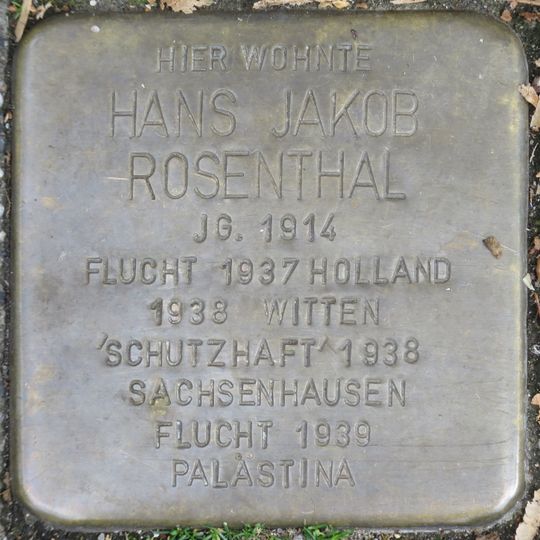 HIER WOHNTE
HANS JAKOB
ROSENTHAL
JG. 1914
FLUCHT 1937 HOLLAND
1938 WITTEN
'SCHUTZHAFT' 1938
SACHSENHAUSEN
FLUCHT 1939
PALÄSTINA